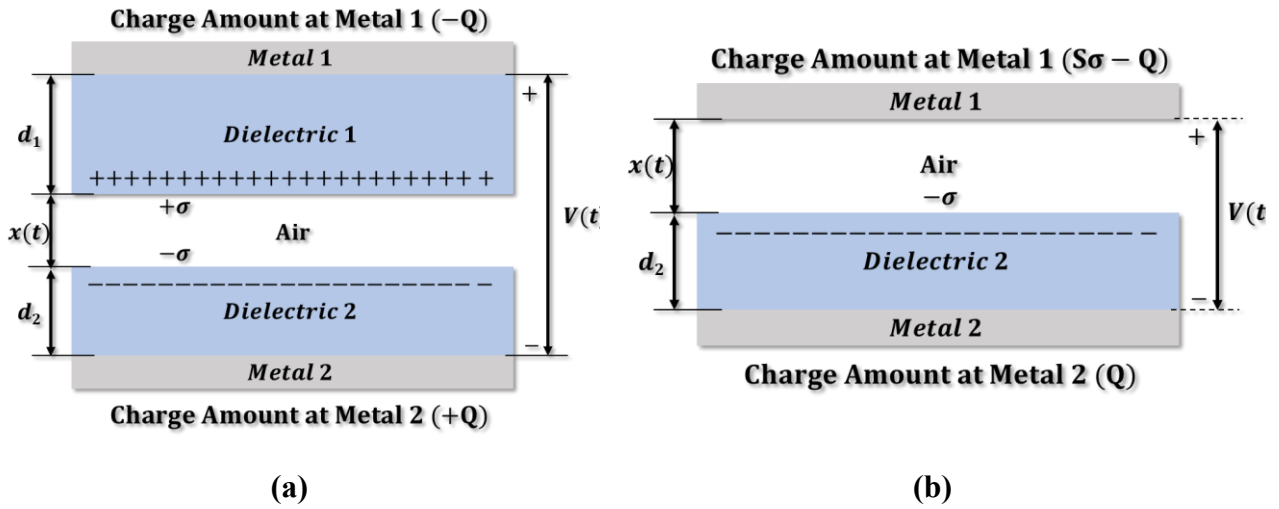 Charge Amount at Metal 1 (−Q)
Metal 1
+
d₁
Dielectric 1
++++++++++++++++++++ +
+σ
x(t)
Air
V(t)
−σ
d₂
Dielectric 2
−
Metal 2
Charge Amount at Metal 2 (+Q)
(a)
Charge Amount at Metal 1 (Sσ − Q)
Metal 1
+
x(t)
Air
−σ
V(t
d₂
Dielectric 2
−
Metal 2
Charge Amount at Metal 2 (Q)
(b)